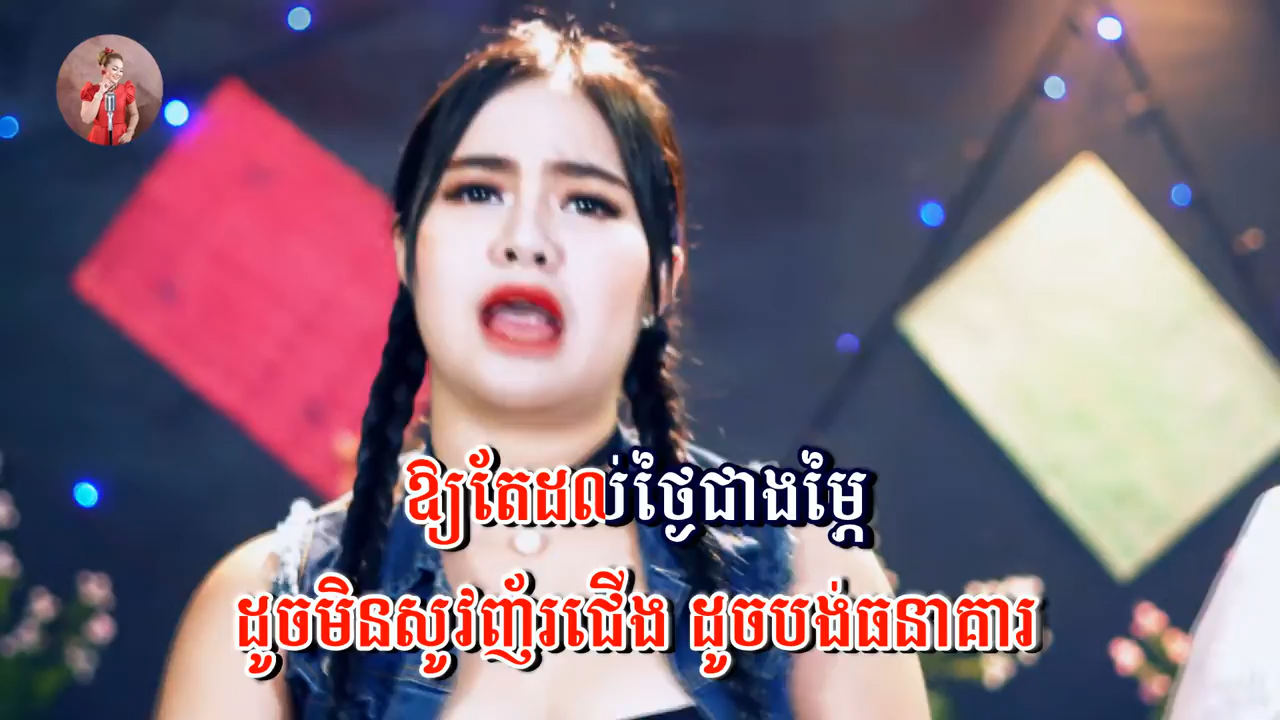 ឱ្យតែដល់ថ្ងៃជាងម្ភៃ
ដូចមិនសូវញ័រជើង ដូចបង់ធនាគារ